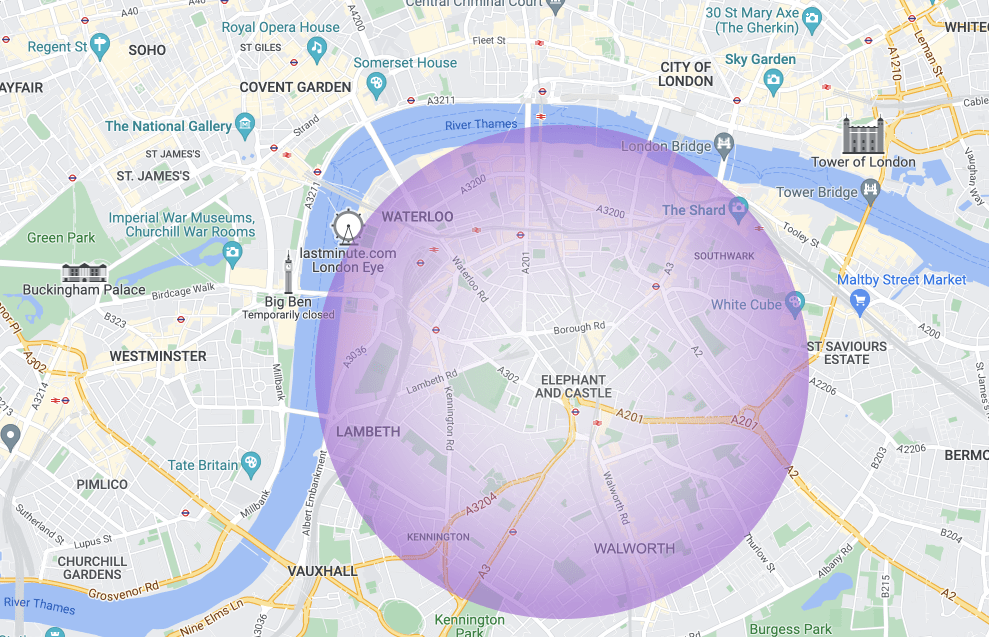 Central Criminal Court
A40
A40
A4200
30 St Mary Axe
(The Gherkin)
WHITEC
Royal Opera House
Regent St
SOHO
ST GILES
Fleet St
Leman St
A1210
Somerset House
Sky Garden
CITY OF
LONDON
AYFAIR
COVENT GARDEN
A3211
Cable
The National Gallery
Strand
River Thames
London Bridge
ST JAMES'S
Tower of London
ST. JAMES'S
Vaughan Way
A3211
A3200
Tower Bridge
Imperial War Museums,
Churchill War Rooms
WATERLOO
A3200
The Shard
Tooley St
Green Park
lastminute.com
London Eye
A201
SOUTHWARK
Waterloo Rd
Buckingham Palace
Birdcage Walk
Big Ben
Temporarily closed
White Cube
Maltby Street Market
B323
Borough Rd
A200
WESTMINSTER
A3036
A2
ST SAVIOURS
ESTATE
A302
Millbank
Lambeth Rd
A302
ELEPHANT
AND CASTLE
A2206
A3214
Kennington Rd
A201
A201
LAMBETH
A2206
B203
BERMO
Tate Britain
A2
PIMLICO
Millbank
Albert Embankment
A3204
Walworth Rd
Sutherland St
Lupus St
KENNINGTON
WALWORTH
Thurlow St
Albany Rd
B204
CHURCHILL
GARDENS
VAUXHALL
A3
B215
Grosvenor Rd
A2
River Thames
Nine Elms Ln
A3036
Kennington
Park
Burgess Park